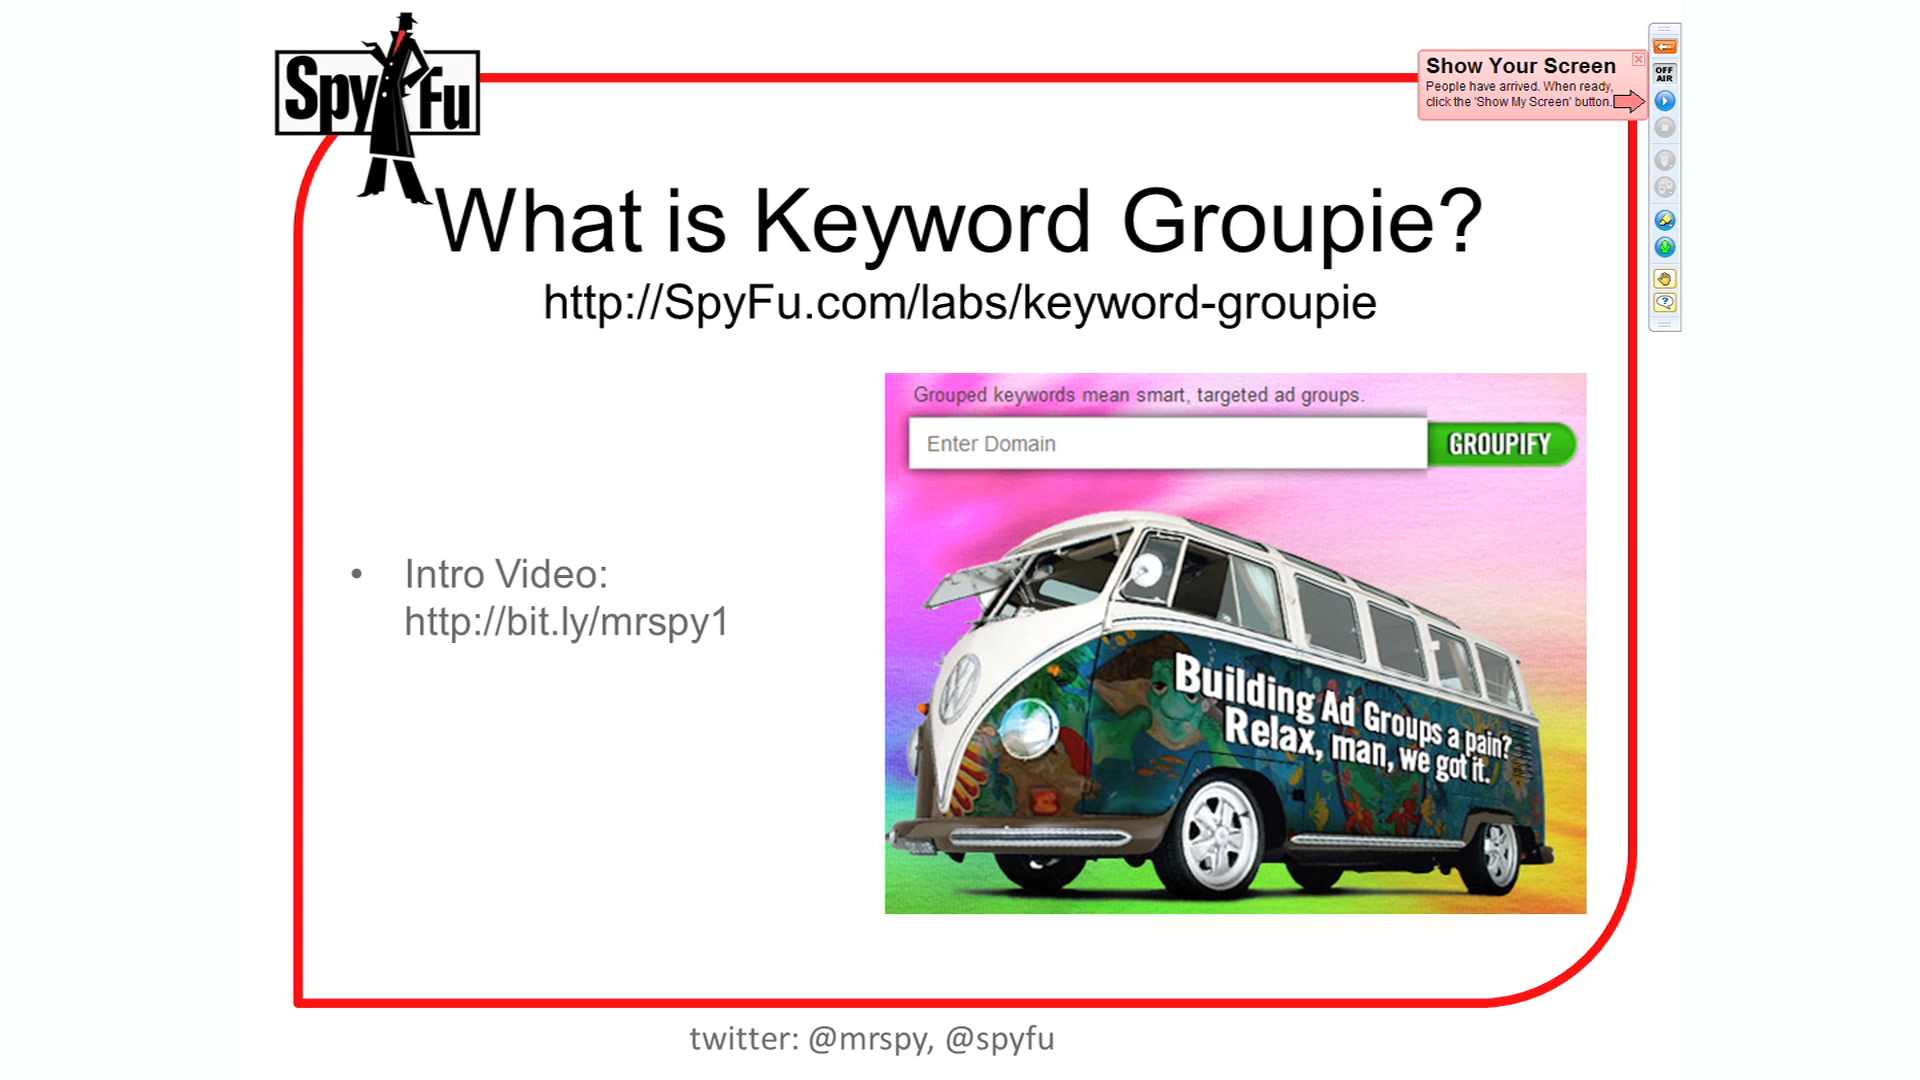 SpyFu
Show Your Screen
People have arrived. When ready,
click the 'Show My Screen' button.
OFF
AIR
What is Keyword Groupie?
http://SpyFu.com/labs/keyword-groupie
Grouped keywords mean smart, targeted ad groups.
Enter Domain
GROUPIFY
• Intro Video:
http://bit.ly/mrspy1
Building Ad Groups a pain?
Relax, man, we got it.
twitter: @mrspy, @spyfu